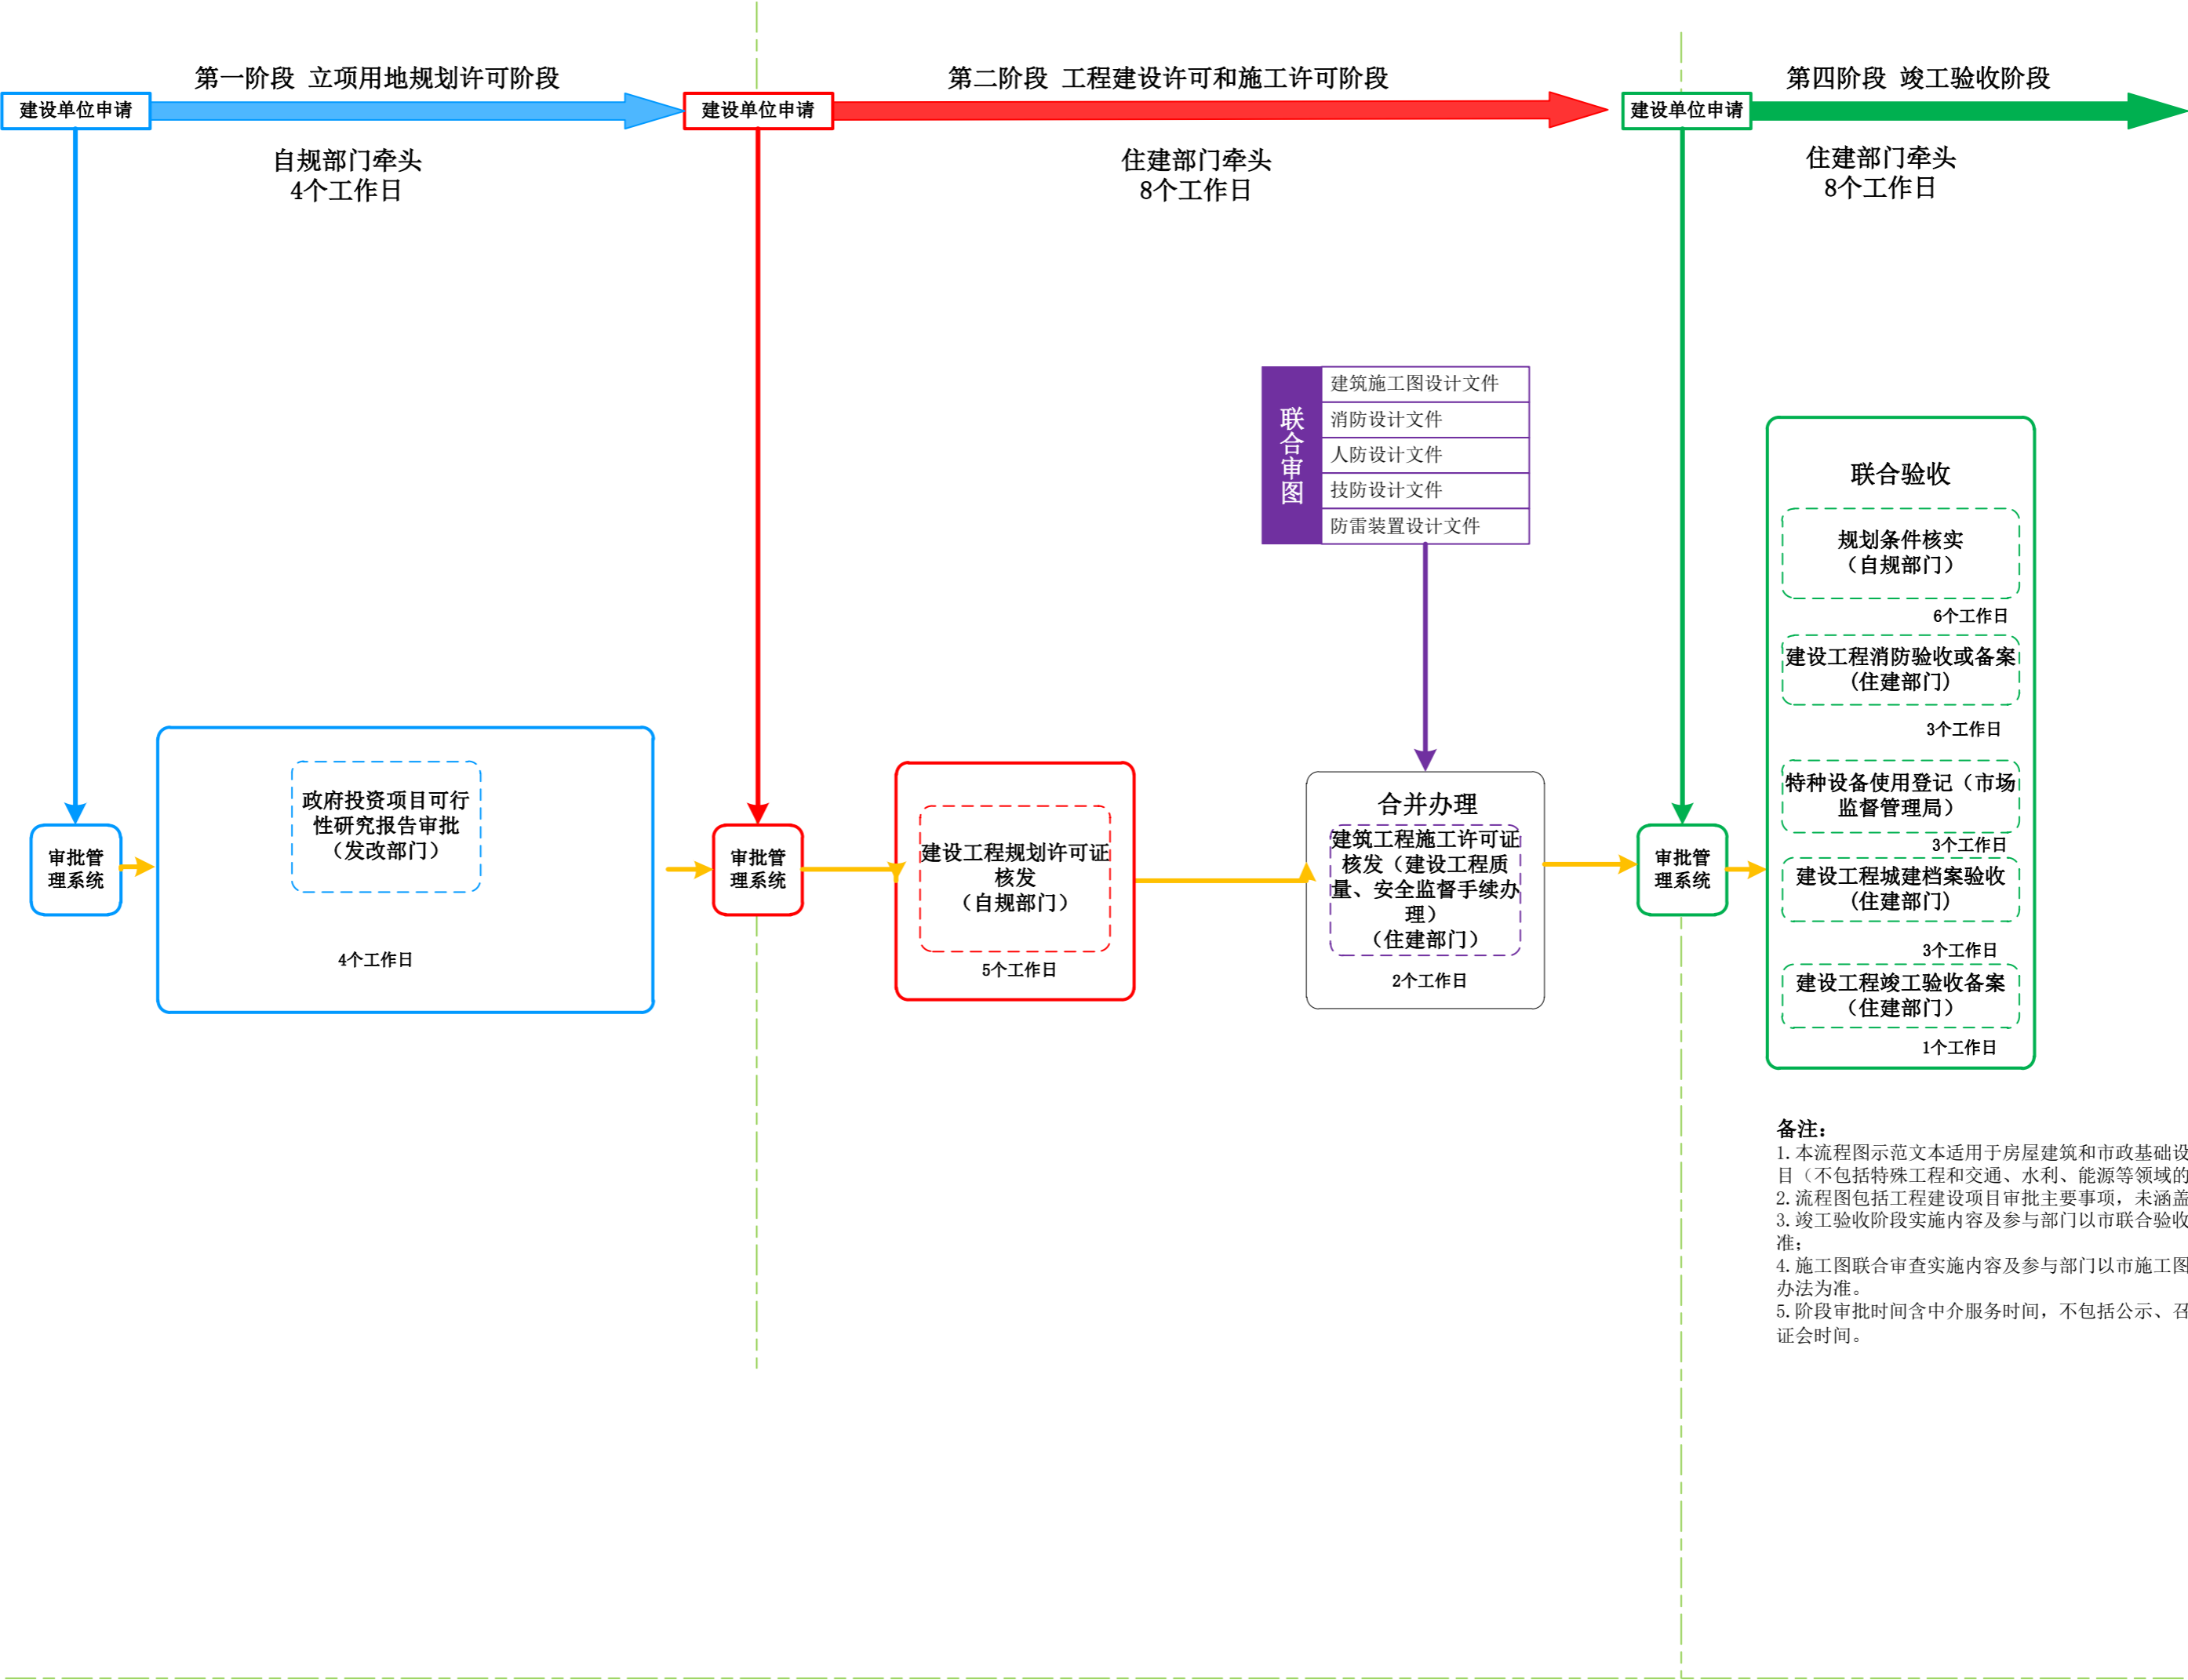 第一阶段 立项用地规划许可阶段
建设单位申请
自规部门牵头
4个工作日
审批管
理系统
政府投资项目可行
性研究报告审批
（发改部门）
4个工作日
第二阶段 工程建设许可和施工许可阶段
建设单位申请
住建部门牵头
8个工作日
审批管
理系统
建设工程规划许可证
核发
（自规部门）
5个工作日
联合审图
建筑施工图设计文件
消防设计文件
人防设计文件
技防设计文件
防雷装置设计文件
合并办理
建筑工程施工许可证
核发（建设工程质
量、安全监督手续办
理）
（住建部门）
2个工作日
第四阶段 竣工验收阶段
建设单位申请
住建部门牵头
8个工作日
审批管
理系统
联合验收
规划条件核实
（自规部门）
6个工作日
建设工程消防验收或备案
(住建部门)
3个工作日
特种设备使用登记（市场
监督管理局）
3个工作日
建设工程城建档案验收
(住建部门)
3个工作日
建设工程竣工验收备案
（住建部门）
1个工作日
备注：
1.本流程图示范文本适用于房屋建筑和市政基础设
目（不包括特殊工程和交通、水利、能源等领域的
2.流程图包括工程建设项目审批主要事项，未涵盖
3.竣工验收阶段实施内容及参与部门以市联合验收
准；
4.施工图联合审查实施内容及参与部门以市施工图
办法为准。
5.阶段审批时间含中介服务时间，不包括公示、召
证会时间。